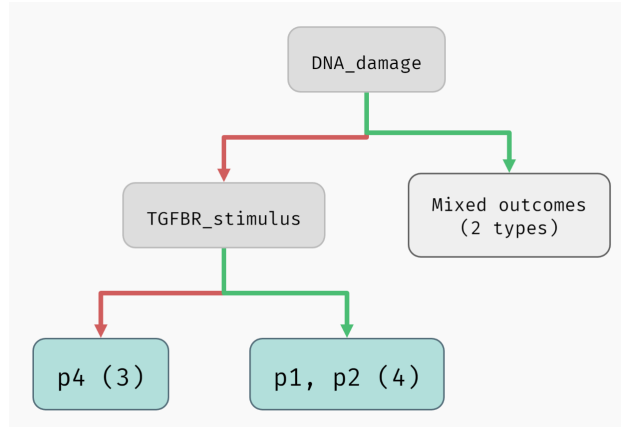 DNA_damage
Mixed outcomes
(2 types)
TGFBR_stimulus
p4 (3)
p1, p2 (4)